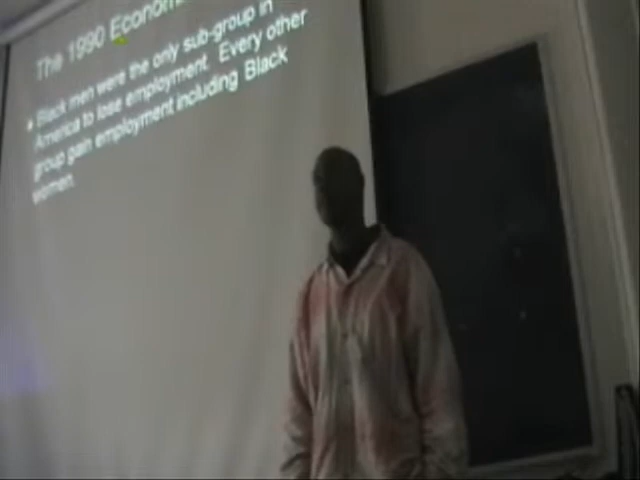 The 1990 Econom
Black men were the only sub-group in
America to lose employment. Every other
group gain employment including Black
women.